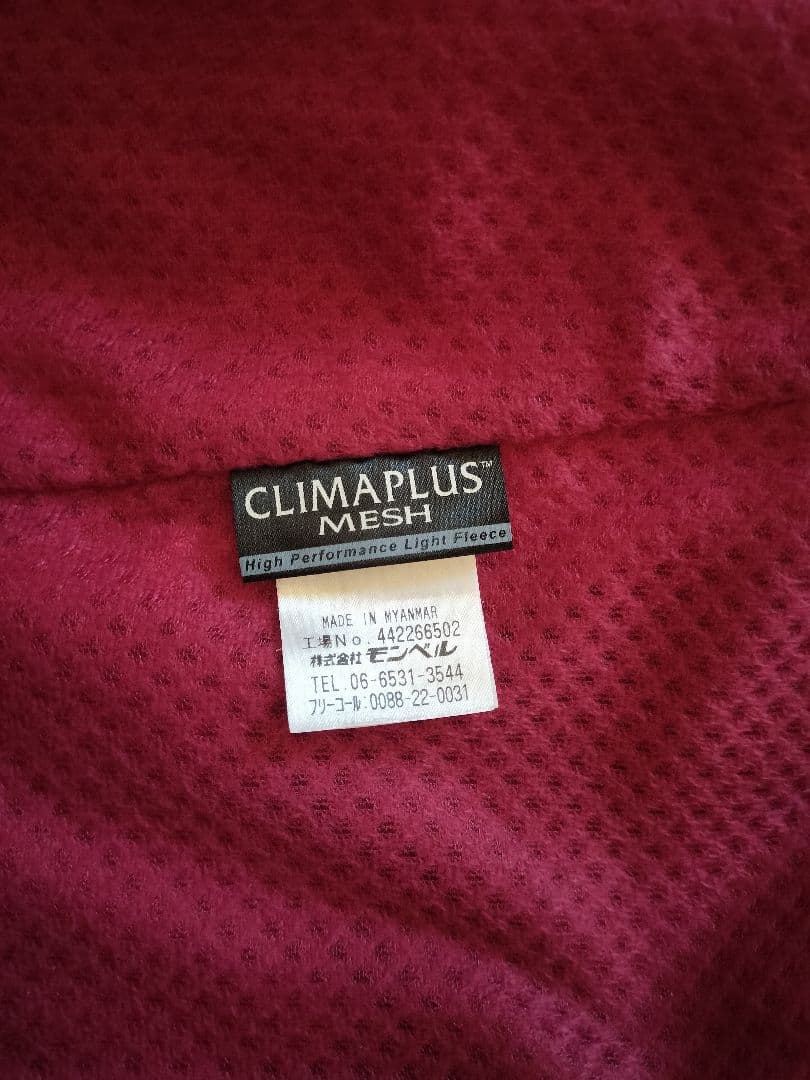 CLIMAPLUS™
MESH
High Performance Light Fleece
MADE IN MYANMAR
工場No.442266502
株式会社モンベル
TEL.06-6531-3544
フリーコール:0088-22-0031